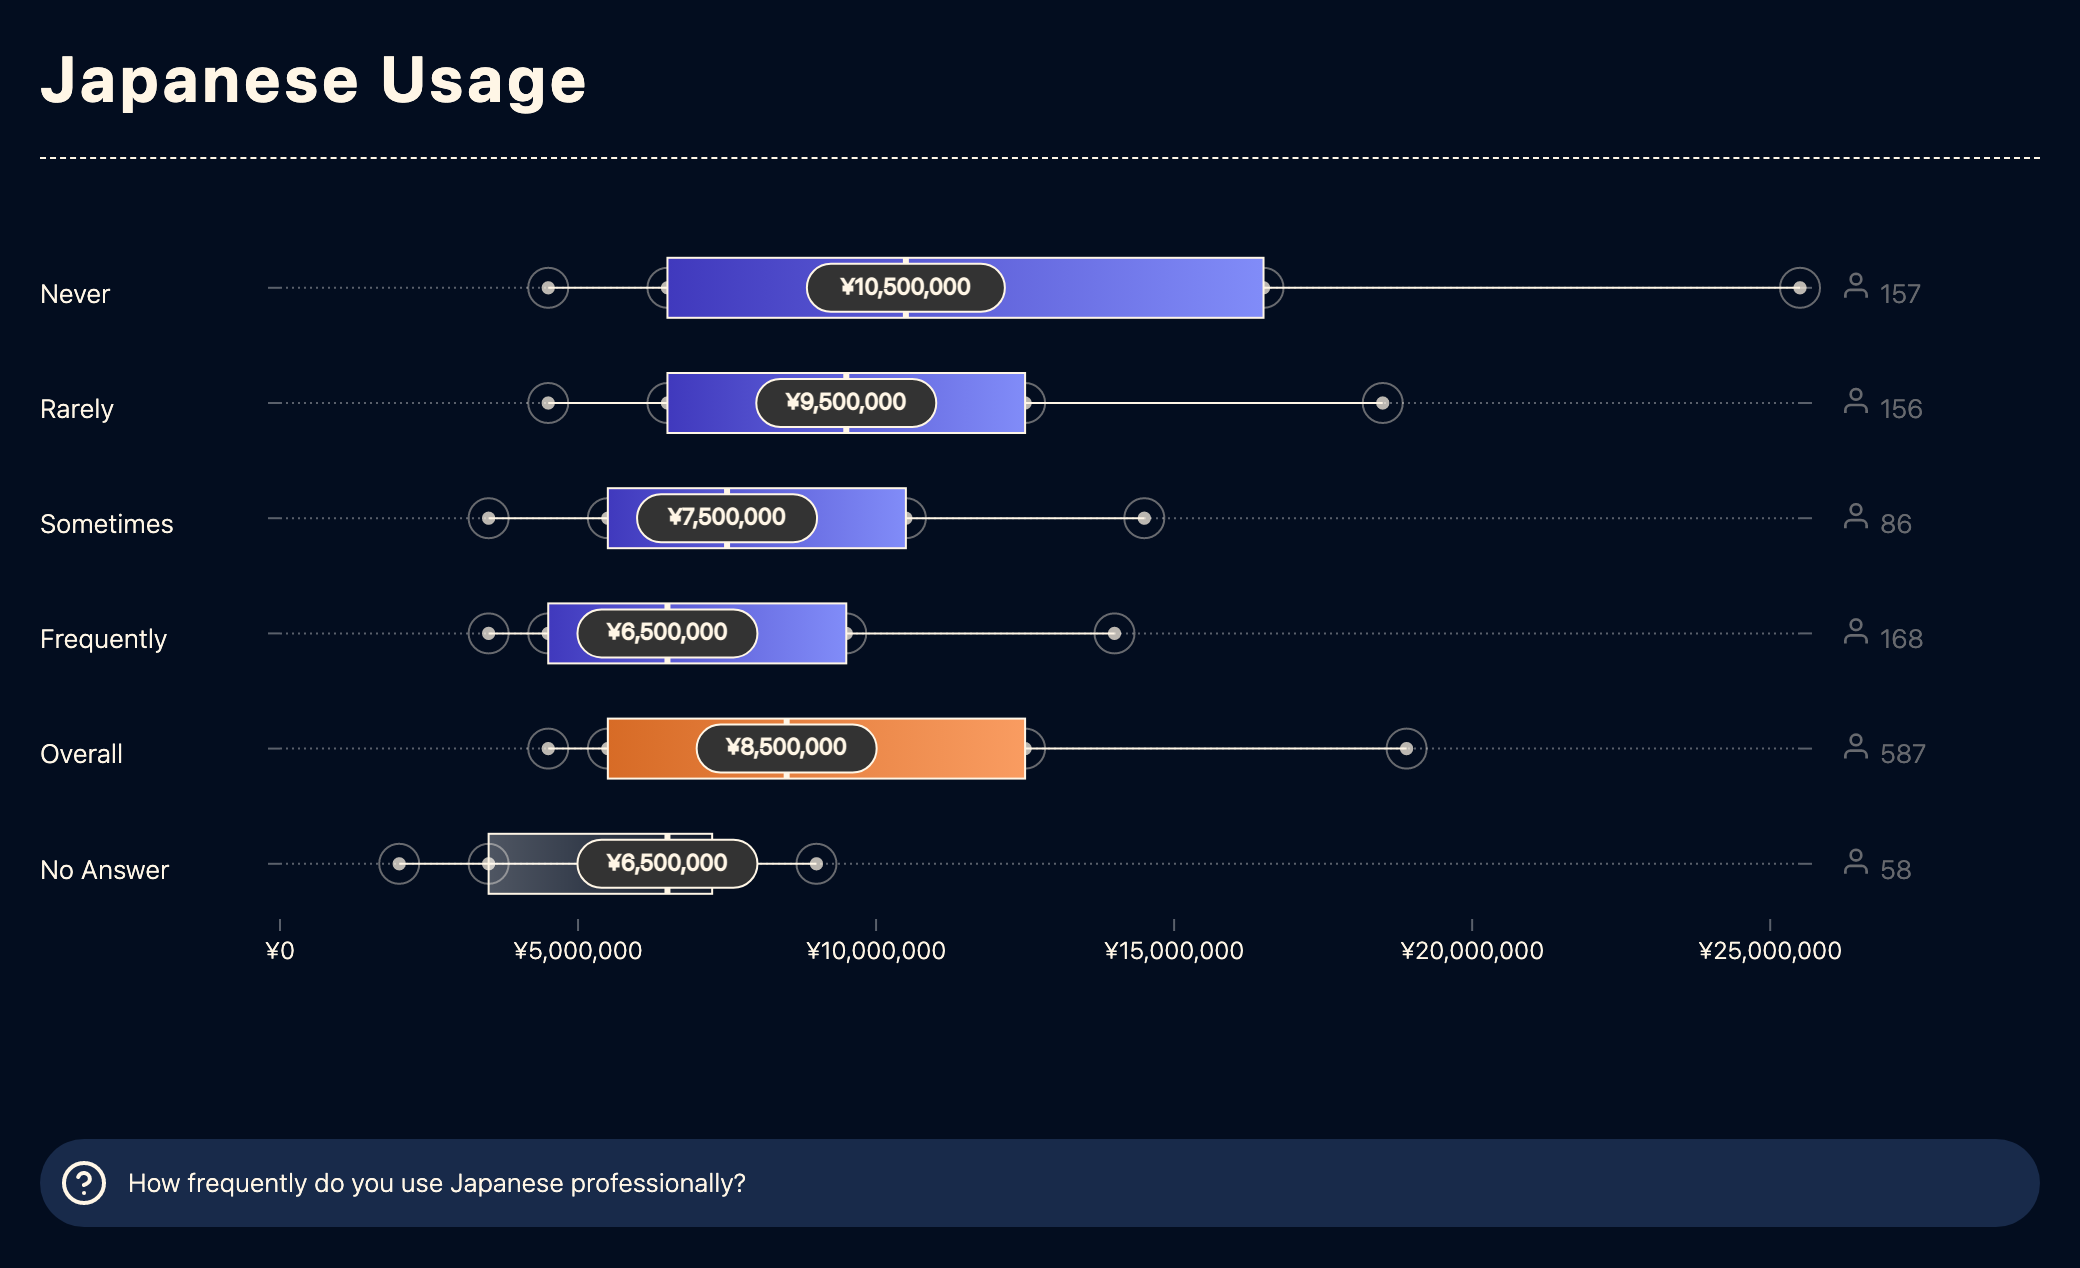 Japanese Usage
Never ¥10,500,000 157
Rarely ¥9,500,000 156
Sometimes ¥7,500,000 86
Frequently ¥6,500,000 168
Overall ¥8,500,000 587
No Answer ¥6,500,000 58
¥0 ¥5,000,000 ¥10,000,000 ¥15,000,000 ¥20,000,000 ¥25,000,000
How frequently do you use Japanese professionally?